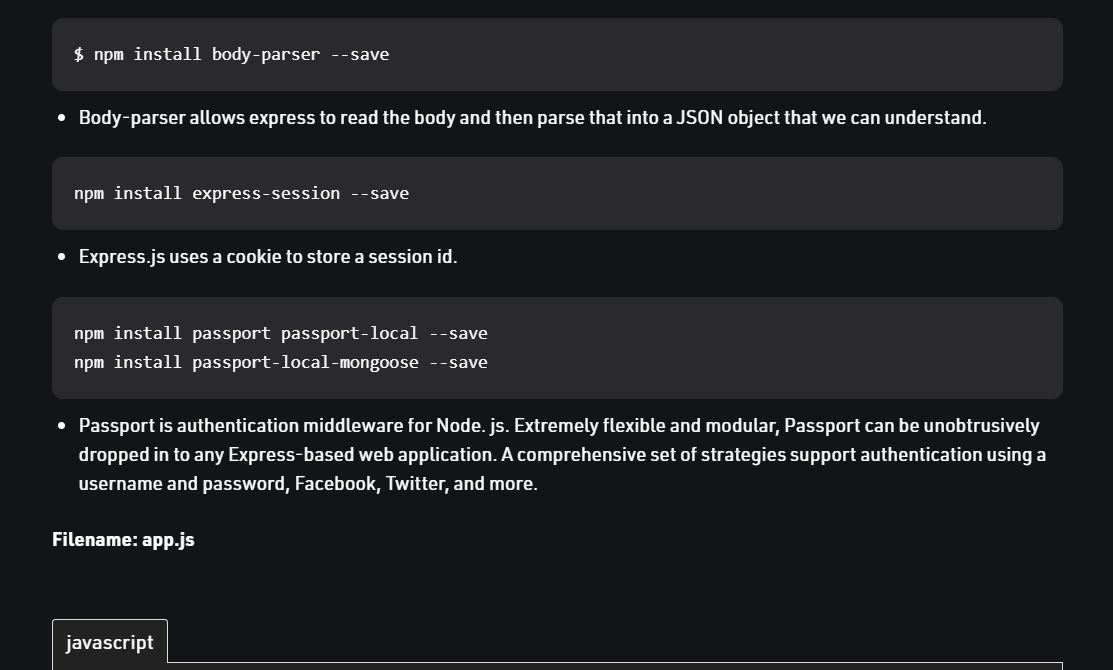 $ npm install body-parser --save
• Body-parser allows express to read the body and then parse that into a JSON object that we can understand.
npm install express-session --save
• Express.js uses a cookie to store a session id.
npm install passport passport-local --save
npm install passport-local-mongoose --save
• Passport is authentication middleware for Node. js. Extremely flexible and modular, Passport can be unobtrusively
dropped in to any Express-based web application. A comprehensive set of strategies support authentication using a
username and password, Facebook, Twitter, and more.
Filename: app.js
javascript